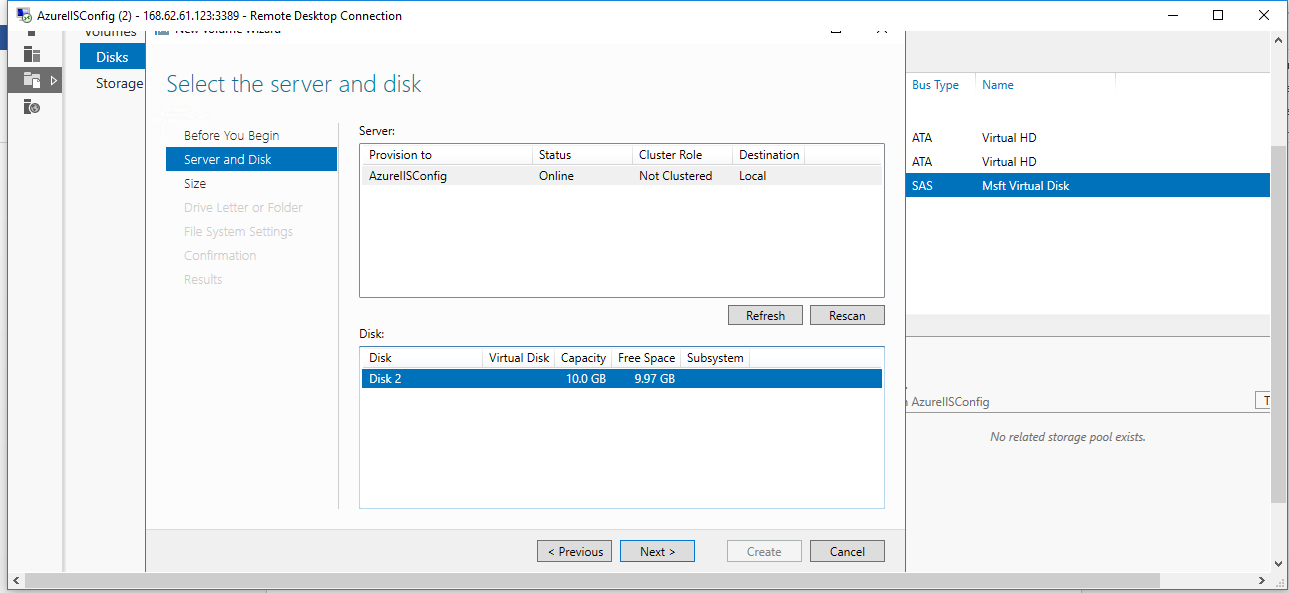 AzureIISConfig (2) - 168.62.61.123:3389 - Remote Desktop Connection
Volumes
Disks
Storage
New Volume Wizard
Select the server and disk
Before You Begin
Server and Disk
Size
Drive Letter or Folder
File System Settings
Confirmation
Results
Server:
Provision to Status Cluster Role Destination
AzureIISConfig Online Not Clustered Local
Refresh Rescan
Disk:
Disk Virtual Disk Capacity Free Space Subsystem
Disk 2 10.0 GB 9.97 GB
< Previous Next > Create Cancel
Bus Type Name
ATA Virtual HD
ATA Virtual HD
SAS Msft Virtual Disk
AzureIISConfig
T
No related storage pool exists.